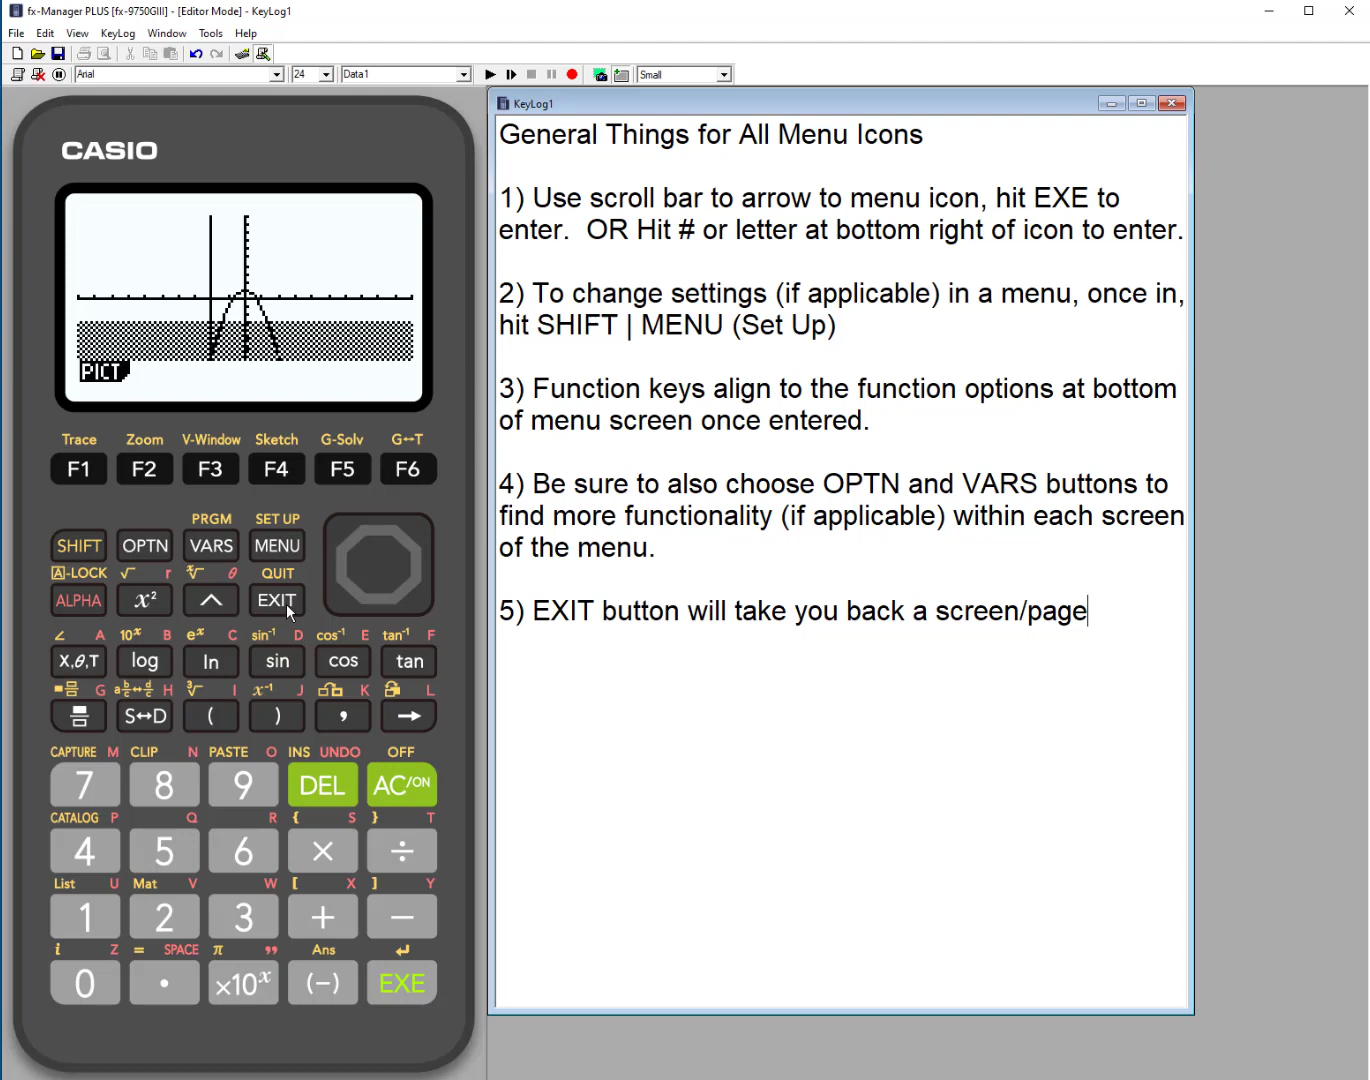 fx-Manager PLUS [fx-9750GIII] - [Editor Mode] - KeyLog1
File Edit View KeyLog Window Tools Help
Arial 24 Data1 Small
KeyLog1
General Things for All Menu Icons
1) Use scroll bar to arrow to menu icon, hit EXE to
enter. OR Hit # or letter at bottom right of icon to enter.
2) To change settings (if applicable) in a menu, once in,
hit SHIFT | MENU (Set Up)
3) Function keys align to the function options at bottom
of menu screen once entered.
4) Be sure to also choose OPTN and VARS buttons to
find more functionality (if applicable) within each screen
of the menu.
5) EXIT button will take you back a screen/page
CASIO
PICT
Trace Zoom V-Window Sketch G-Solv G↔T
F1 F2 F3 F4 F5 F6
PRGM SET UP
SHIFT OPTN VARS MENU
A-LOCK √ r ˣ√ θ QUIT
ALPHA x² ^ EXIT
∠ A 10ˣ B eˣ C sin⁻¹ D cos⁻¹ E tan⁻¹ F
X,θ,T log ln sin cos tan
G a b/c↔d/c H ³√ I x⁻¹ J K L
S↔D ( ) , →
CAPTURE M CLIP N PASTE O INS UNDO OFF
7 8 9 DEL AC/ON
CATALOG P Q R { S } T
4 5 6 × ÷
List U Mat V W [ X ] Y
1 2 3 + −
i Z = SPACE π " Ans ↵
0 . ×10ˣ (−) EXE